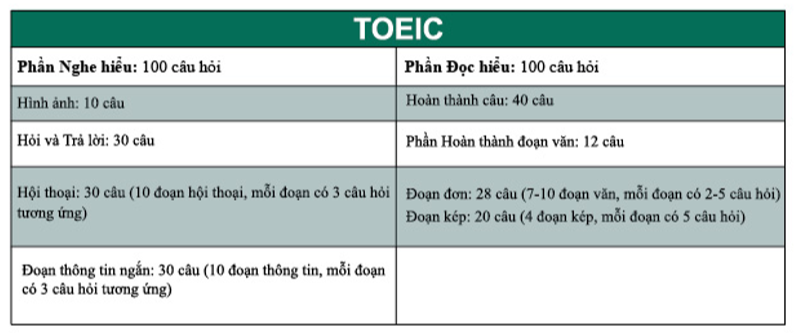 TOEIC
Phần Nghe hiểu: 100 câu hỏi
Phần Đọc hiểu: 100 câu hỏi
Hình ảnh: 10 câu
Hoàn thành câu: 40 câu
Hỏi và Trả lời: 30 câu
Phần Hoàn thành đoạn văn: 12 câu
Hội thoại: 30 câu (10 đoạn hội thoại, mỗi đoạn có 3 câu hỏi
tương ứng)
Đoạn đơn: 28 câu (7-10 đoạn văn, mỗi đoạn có 2-5 câu hỏi)
Đoạn kép: 20 câu (4 đoạn kép, mỗi đoạn có 5 câu hỏi)
Đoạn thông tin ngắn: 30 câu (10 đoạn thông tin, mỗi đoạn
có 3 câu hỏi tương ứng)